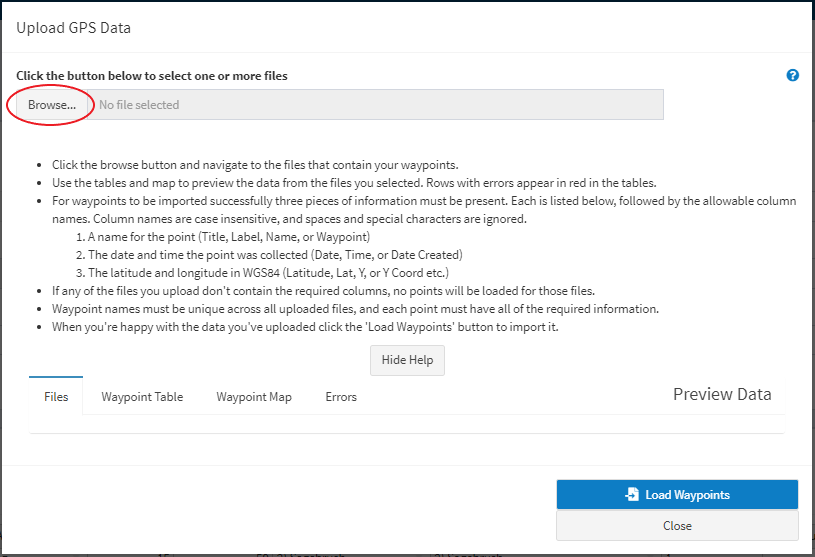 Upload GPS Data
Click the button below to select one or more files
Browse... No file selected
• Click the browse button and navigate to the files that contain your waypoints.
• Use the tables and map to preview the data from the files you selected. Rows with errors appear in red in the tables.
• For waypoints to be imported successfully three pieces of information must be present. Each is listed below, followed by the allowable column
names. Column names are case insensitive, and spaces and special characters are ignored.
1. A name for the point (Title, Label, Name, or Waypoint)
2. The date and time the point was collected (Date, Time, or Date Created)
3. The latitude and longitude in WGS84 (Latitude, Lat, Y, or Y Coord etc.)
• If any of the files you upload don't contain the required columns, no points will be loaded for those files.
• Waypoint names must be unique across all uploaded files, and each point must have all of the required information.
• When you're happy with the data you've uploaded click the 'Load Waypoints' button to import it.
Hide Help
Files Waypoint Table Waypoint Map Errors Preview Data
Load Waypoints
Close